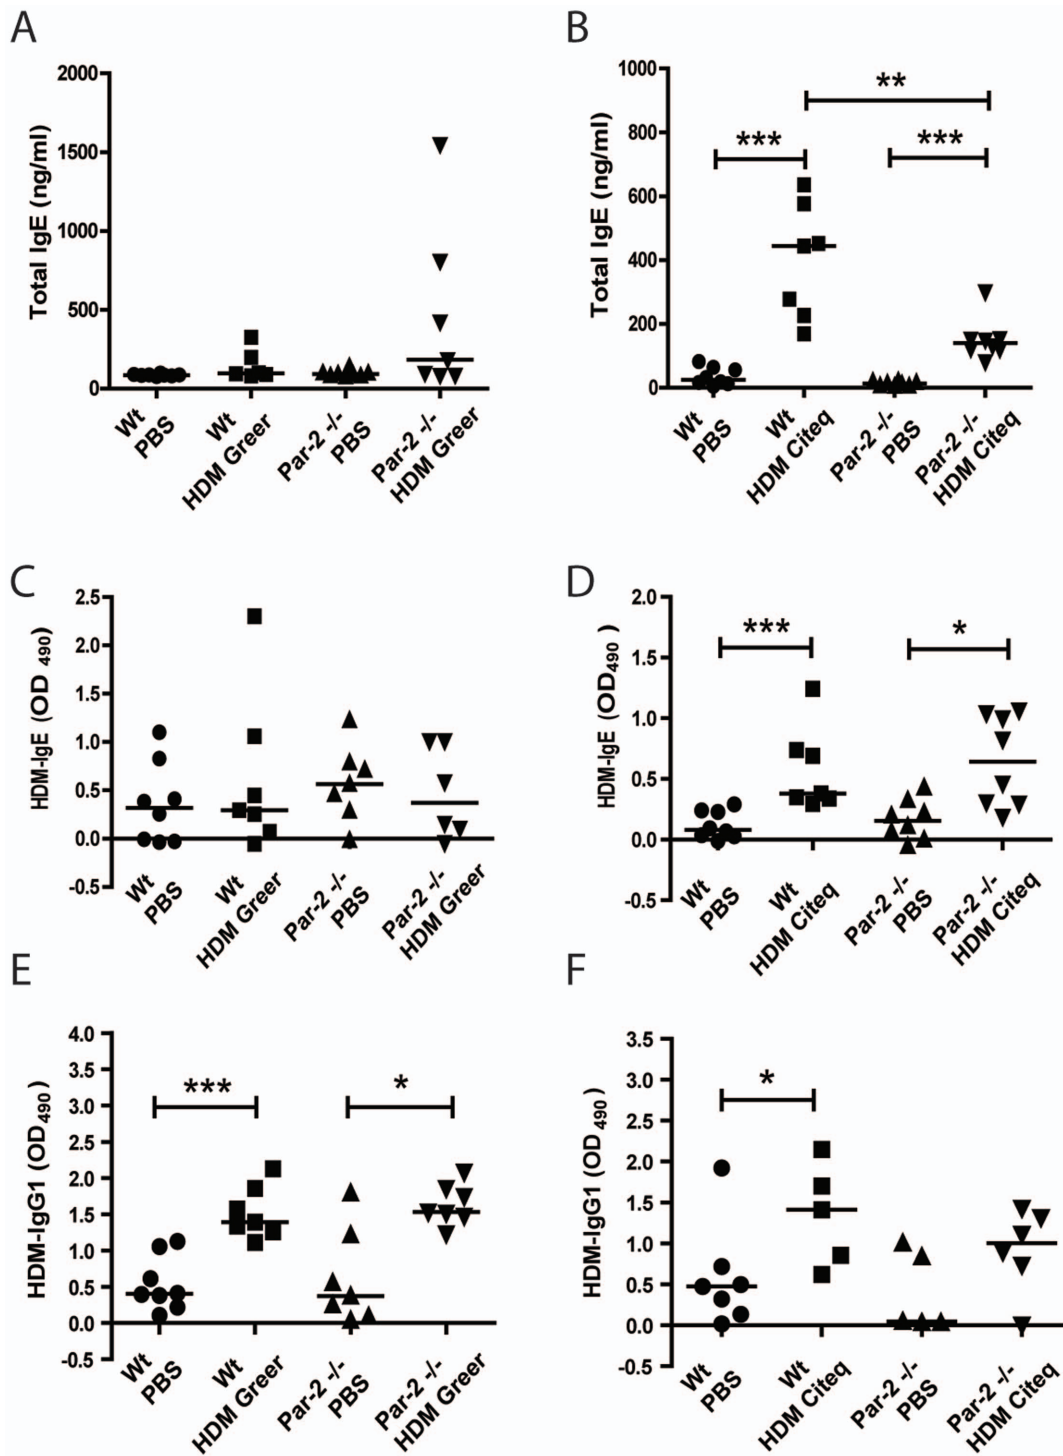 A
Total IgE (ng/ml)
2000
1500
1000
500
0
Wt PBS
Wt HDM Greer
Par-2 -/- PBS
Par-2 -/- HDM Greer
B
Total IgE (ng/ml)
1000
800
600
400
200
0
**
***
***
Wt PBS
Wt HDM Citeq
Par-2 -/- PBS
Par-2 -/- HDM Citeq
C
HDM-IgE (OD 490)
2.5
2.0
1.5
1.0
0.5
0.0
-0.5
Wt PBS
Wt HDM Greer
Par-2 -/- PBS
Par-2 -/- HDM Greer
D
HDM-IgE (OD490)
2.0
1.5
1.0
0.5
0.0
-0.5
***
*
Wt PBS
Wt HDM Citeq
Par-2 -/- PBS
Par-2 -/- HDM Citeq
E
HDM-IgG1 (OD490)
4.0
3.5
3.0
2.5
2.0
1.5
1.0
0.5
0.0
-0.5
***
*
Wt PBS
Wt HDM Greer
Par-2 -/- PBS
Par-2 -/- HDM Greer
F
HDM-IgG1 (OD490)
3.5
3.0
2.5
2.0
1.5
1.0
0.5
0.0
-0.5
*
Wt PBS
Wt HDM Citeq
Par-2 -/- PBS
Par-2 -/- HDM Citeq